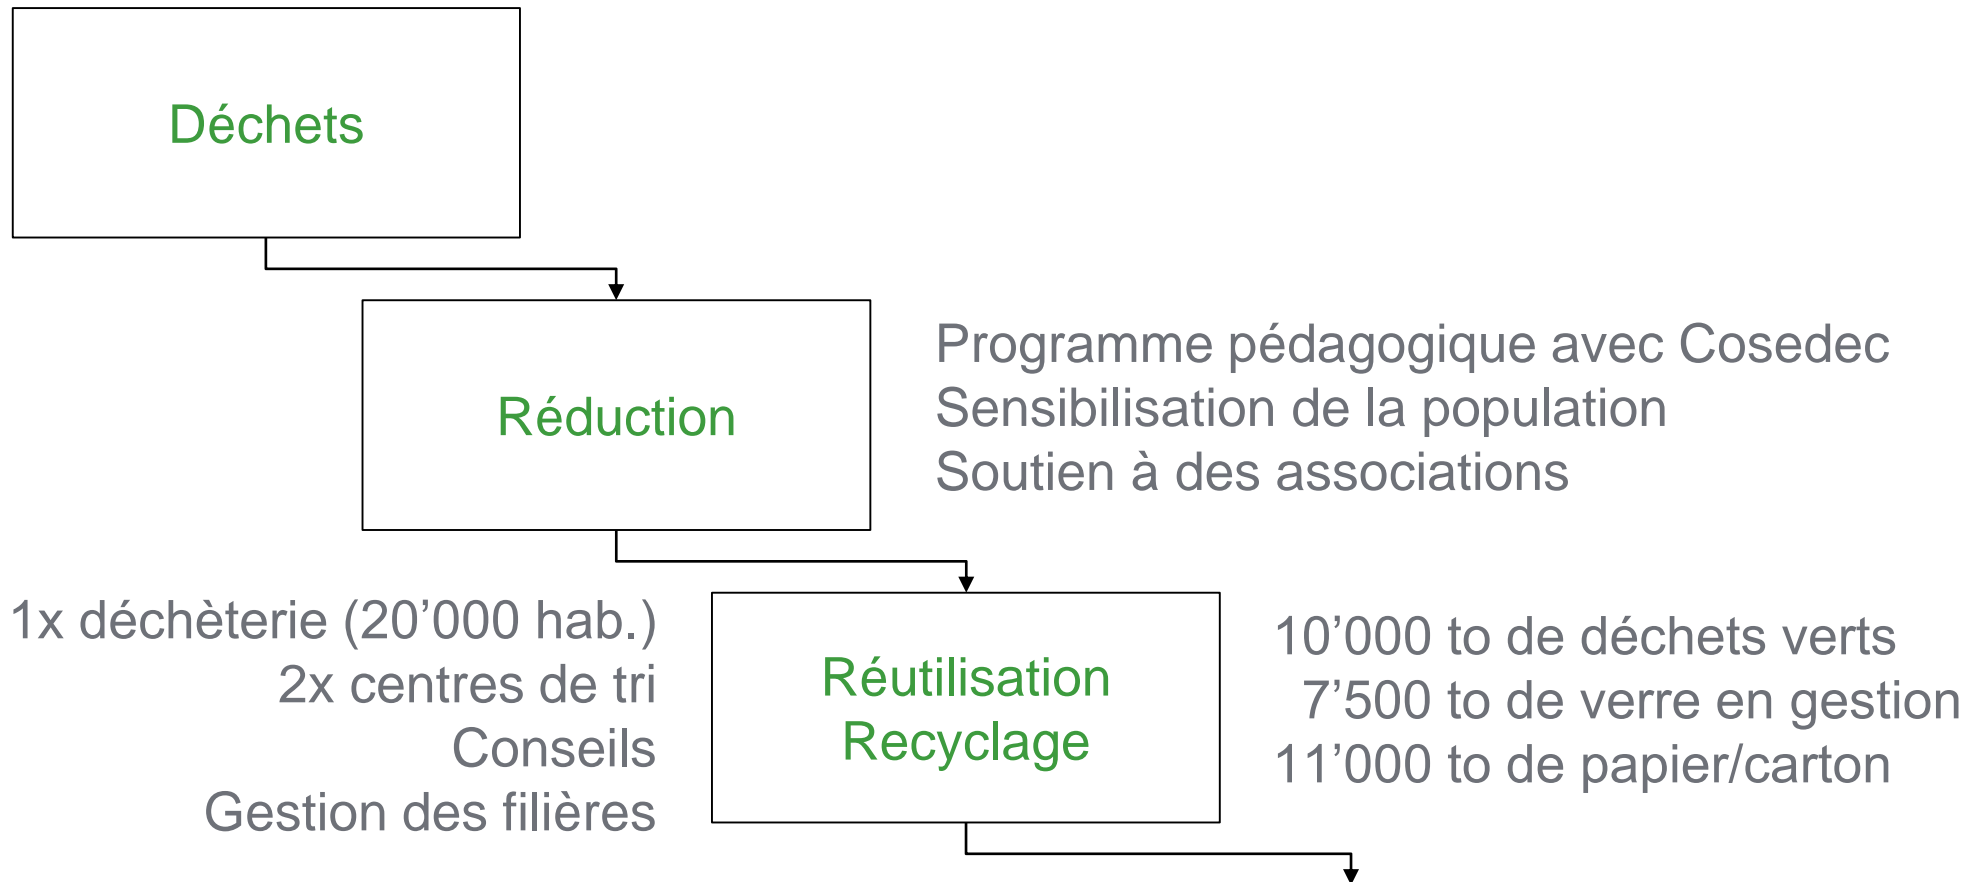 Déchets
Réduction
Programme pédagogique avec Cosedec
Sensibilisation de la population
Soutien à des associations
1x déchèterie (20’000 hab.)
2x centres de tri
Conseils
Gestion des filières
Réutilisation
Recyclage
10’000 to de déchets verts
7’500 to de verre en gestion
11’000 to de papier/carton